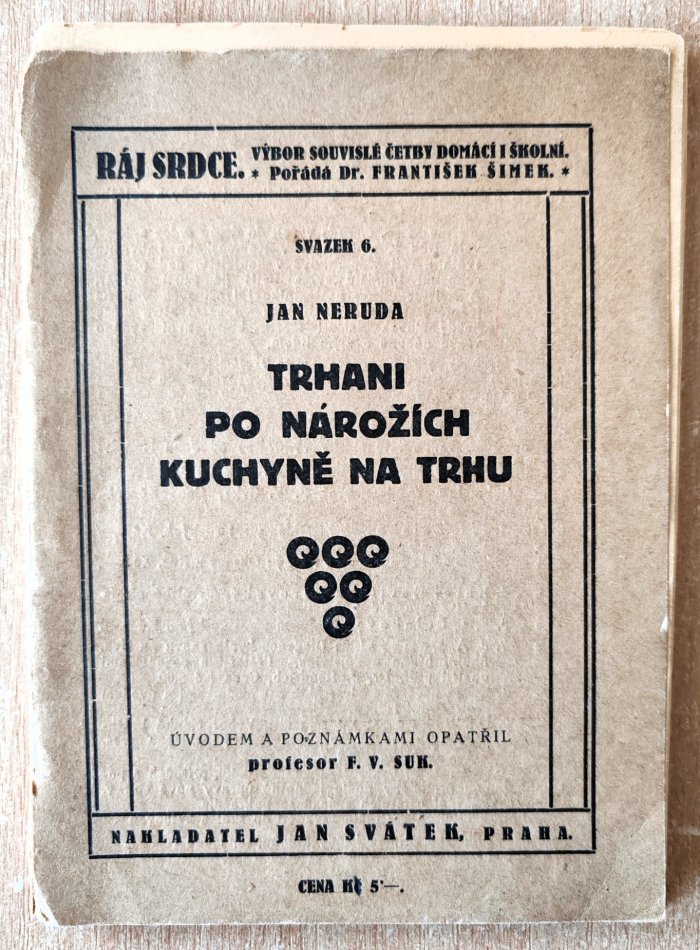 RÁJ SRDCE. VÝBOR SOUVISLÉ ČETBY DOMÁCÍ I ŠKOLNÍ.
* Pořádá Dr. FRANTIŠEK ŠIMEK. *
SVAZEK 6.
JAN NERUDA
TRHANI
PO NÁROŽÍCH
KUCHYNĚ NA TRHU
ÚVODEM A POZNÁMKAMI OPATŘIL
profesor F. V. SUK.
NAKLADATEL JAN SVÁTEK, PRAHA.
CENA Kč 5·—.